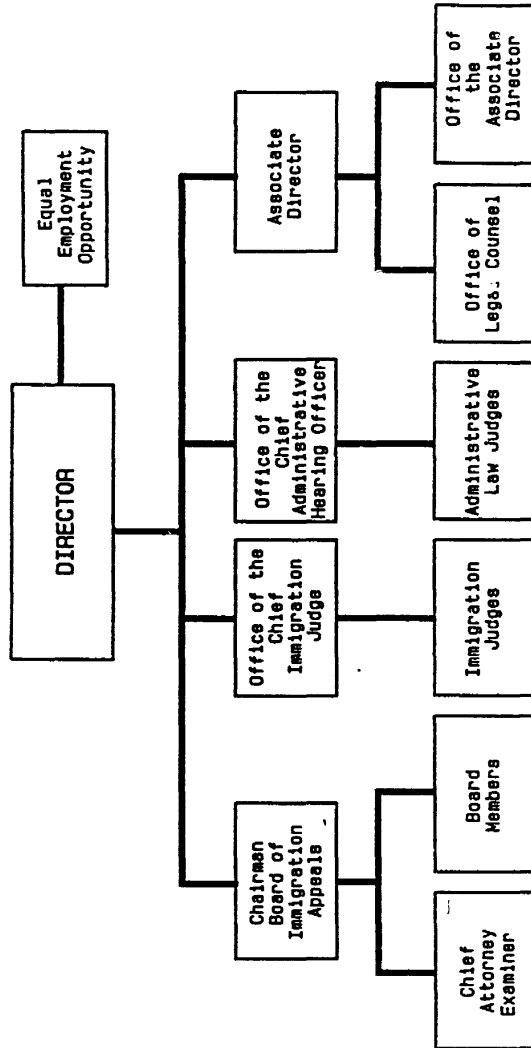 DIRECTOR
Equal
Employment
Opportunity
Chairman
Board of
Immigration
Appeals
Office of the
Chief
Immigration
Judge
Office of the
Chief
Administrative
Hearing Officer
Associate
Director
Chief
Attorney
Examiner
Board
Members
Immigration
Judges
Administrative
Law Judges
Office of
Legal Counsel
Office of
the
Associate
Director